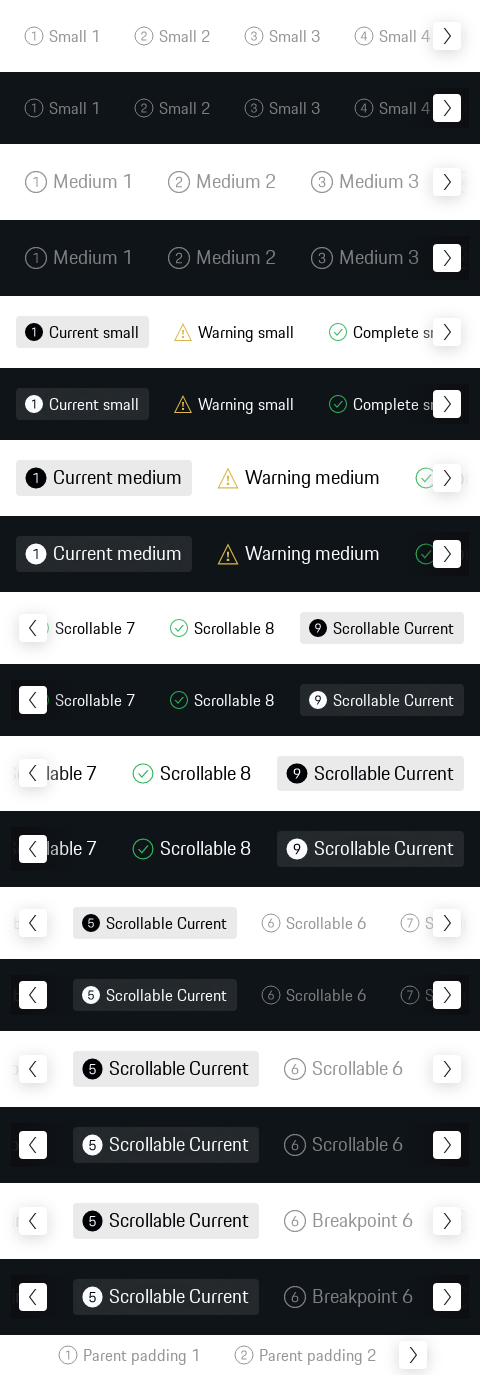 1 Small 1 2 Small 2 3 Small 3 4 Small 4
1 Small 1 2 Small 2 3 Small 3 4 Small 4
1 Medium 1 2 Medium 2 3 Medium 3
1 Medium 1 2 Medium 2 3 Medium 3
1 Current small Warning small Complete
1 Current small Warning small Complete
1 Current medium Warning medium
1 Current medium Warning medium
Scrollable 7 Scrollable 8 9 Scrollable Current
Scrollable 7 Scrollable 8 9 Scrollable Current
7 Scrollable 8 9 Scrollable Current
7 Scrollable 8 9 Scrollable Current
5 Scrollable Current 6 Scrollable 6 7
5 Scrollable Current 6 Scrollable 6 7
5 Scrollable Current 6 Scrollable 6
5 Scrollable Current 6 Scrollable 6
5 Scrollable Current 6 Breakpoint 6
5 Scrollable Current 6 Breakpoint 6
1 Parent padding 1 2 Parent padding 2